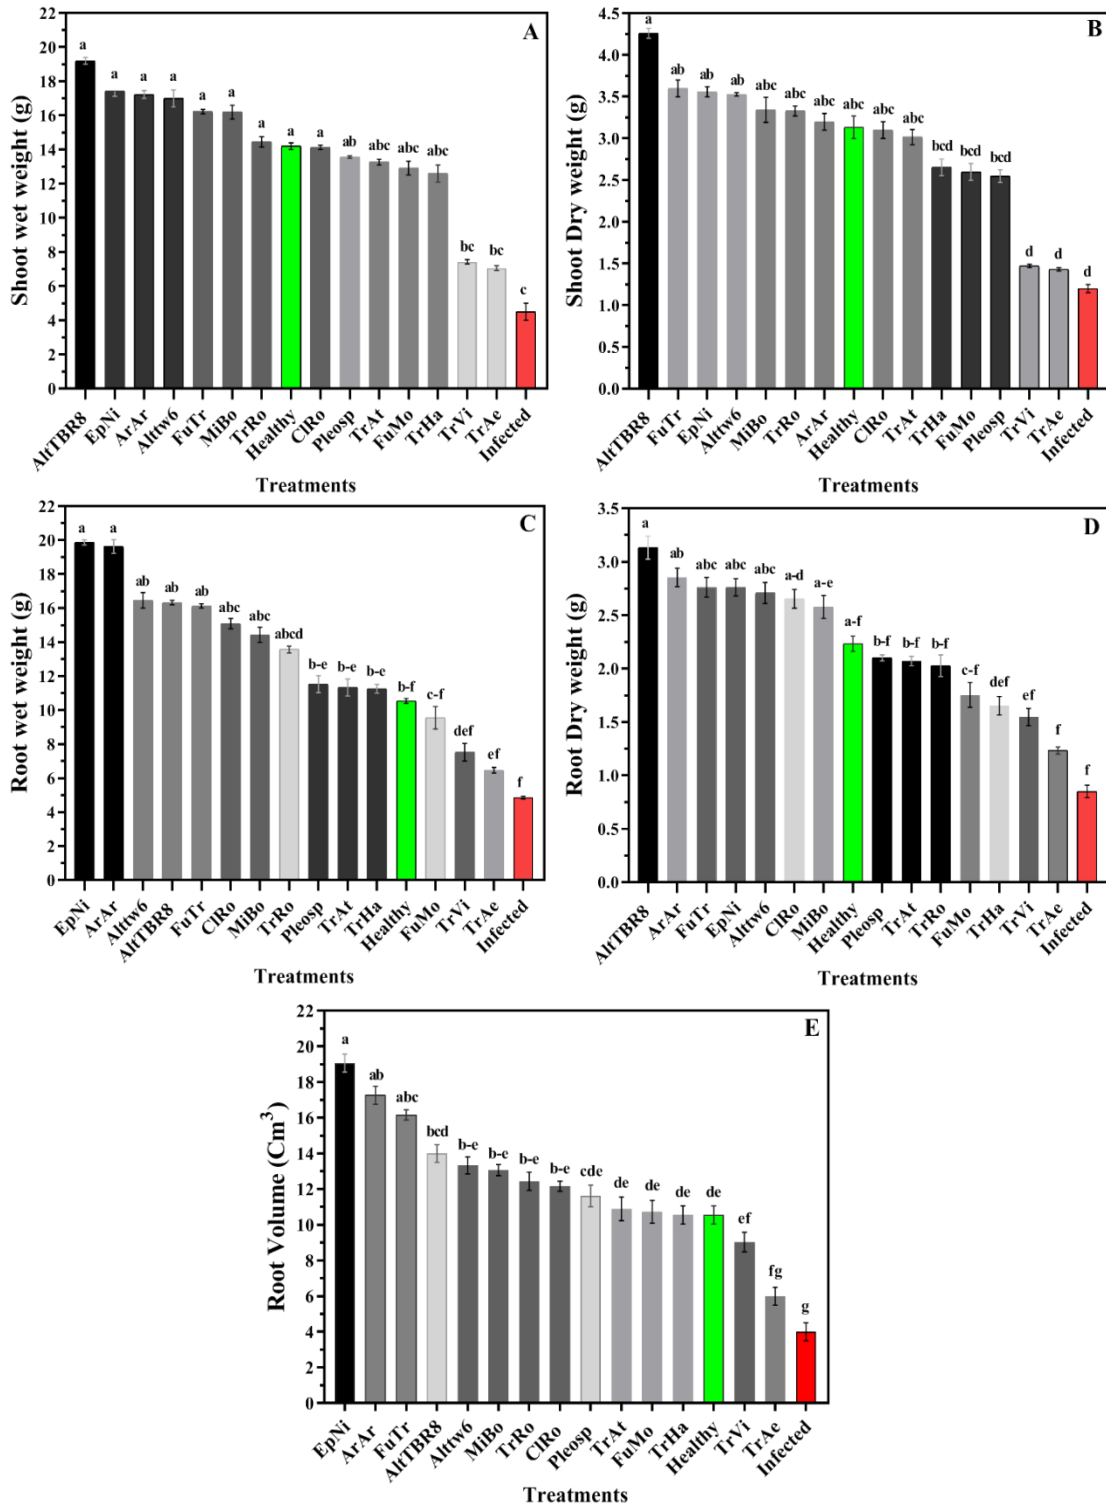 A
Shoot wet weight (g)
22
20
18
16
14
12
10
8
6
4
2
0
a a a a a a a a a ab abc abc abc bc bc c
AltTBR8 EpNi ArAr Alttw6 FuTr MiBo TrRo Healthy ClRo Pleosp TrAt FuMo TrHa TrVi TrAe Infected
Treatments
B
Shoot Dry weight (g)
4.5
4.0
3.5
3.0
2.5
2.0
1.5
1.0
0.5
0.0
a ab ab ab abc abc abc abc abc abc bcd bcd bcd d d d
AltTBR8 FuTr EpNi Alttw6 MiBo TrRo ArAr Healthy ClRo TrAt TrHa FuMo Pleosp TrVi TrAe Infected
Treatments
C
Root wet weight (g)
22
20
18
16
14
12
10
8
6
4
2
0
a a ab ab ab abc abc abcd b-e b-e b-e b-f c-f def ef f
EpNi ArAr Alttw6 AltTBR8 FuTr ClRo MiBo TrRo Pleosp TrAt TrHa Healthy FuMo TrVi TrAe Infected
Treatments
D
Root Dry weight (g)
3.5
3.0
2.5
2.0
1.5
1.0
0.5
0.0
a ab abc abc abc a-d a-e a-f b-f b-f b-f c-f def ef f f
AltTBR8 ArAr FuTr EpNi Alttw6 ClRo MiBo Healthy Pleosp TrAt TrRo FuMo TrHa TrVi TrAe Infected
Treatments
E
Root Volume (Cm³)
22
20
18
16
14
12
10
8
6
4
2
0
a ab abc bcd b-e b-e b-e b-e cde de de de de ef fg g
EpNi ArAr FuTr AltTBR8 Alttw6 MiBo TrRo ClRo Pleosp TrAt FuMo TrHa Healthy TrVi TrAe Infected
Treatments